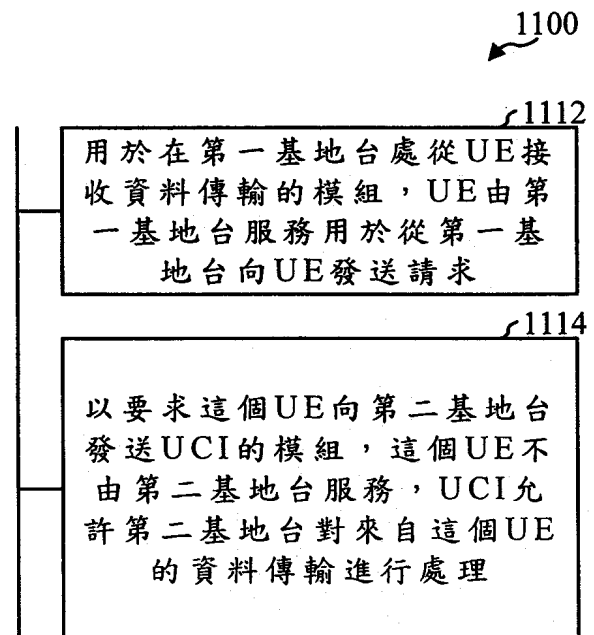 1100
1112
用於在第一基地台處從UE接
收資料傳輸的模組，UE由第
一基地台服務用於從第一基
地台向UE發送請求
1114
以要求這個UE向第二基地台
發送UCI的模組，這個UE不
由第二基地台服務，UCI允
許第二基地台對來自這個UE
的資料傳輸進行處理